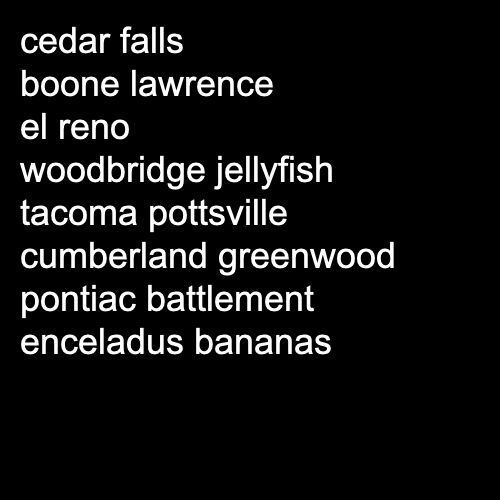 cedar falls
boone lawrence
el reno
woodbridge jellyfish
tacoma pottsville
cumberland greenwood
pontiac battlement
enceladus bananas